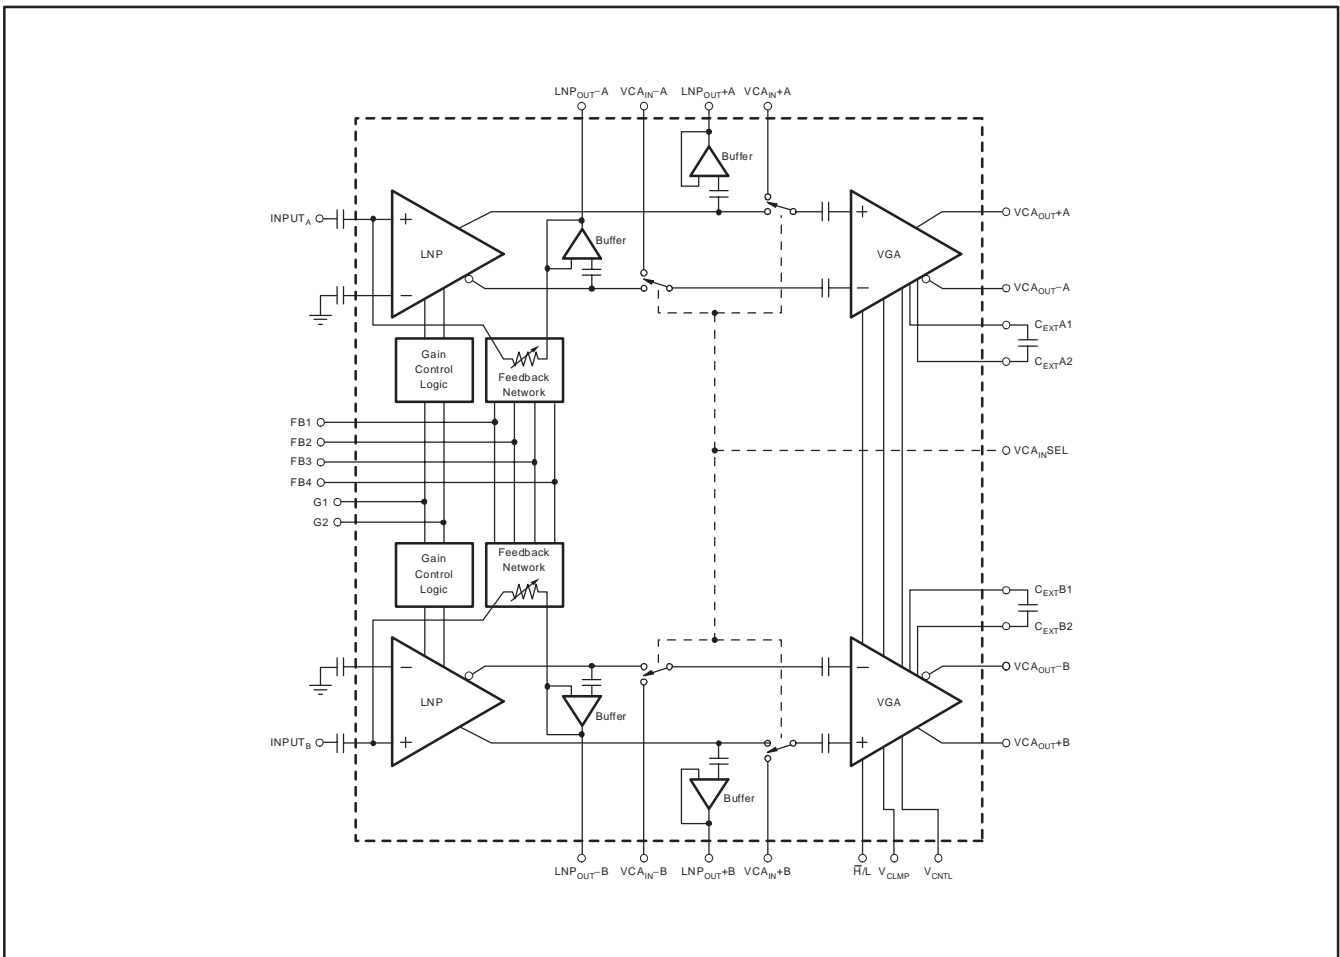 LNPOUT−A VCAIN−A LNPOUT+A VCAIN+A
Buffer
INPUTA
+
LNP
−
Buffer
+
VGA
−
VCAOUT+A
VCAOUT−A
CEXTA1
CEXTA2
Gain
Control
Logic
Feedback
Network
FB1
FB2
FB3
FB4
G1
G2
VCAINSEL
Gain
Control
Logic
Feedback
Network
CEXTB1
CEXTB2
−
LNP
+
INPUTB
Buffer
−
VGA
+
VCAOUT−B
VCAOUT+B
Buffer
LNPOUT−B VCAIN−B LNPOUT+B VCAIN+B H̅/L VCLMP VCNTL